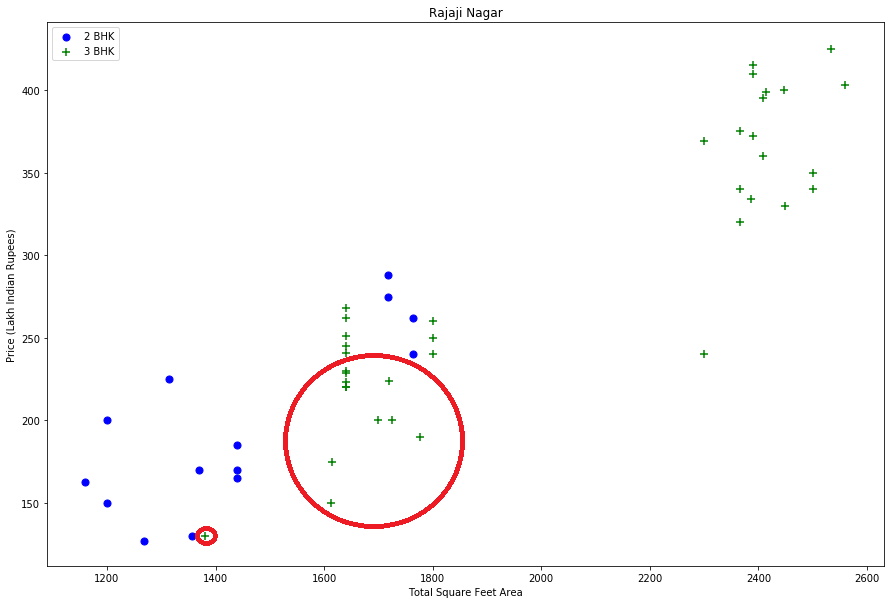 Rajaji Nagar
2 BHK
3 BHK
400
350
300
250
200
150
Price (Lakh Indian Rupees)
1200 1400 1600 1800 2000 2200 2400 2600
Total Square Feet Area